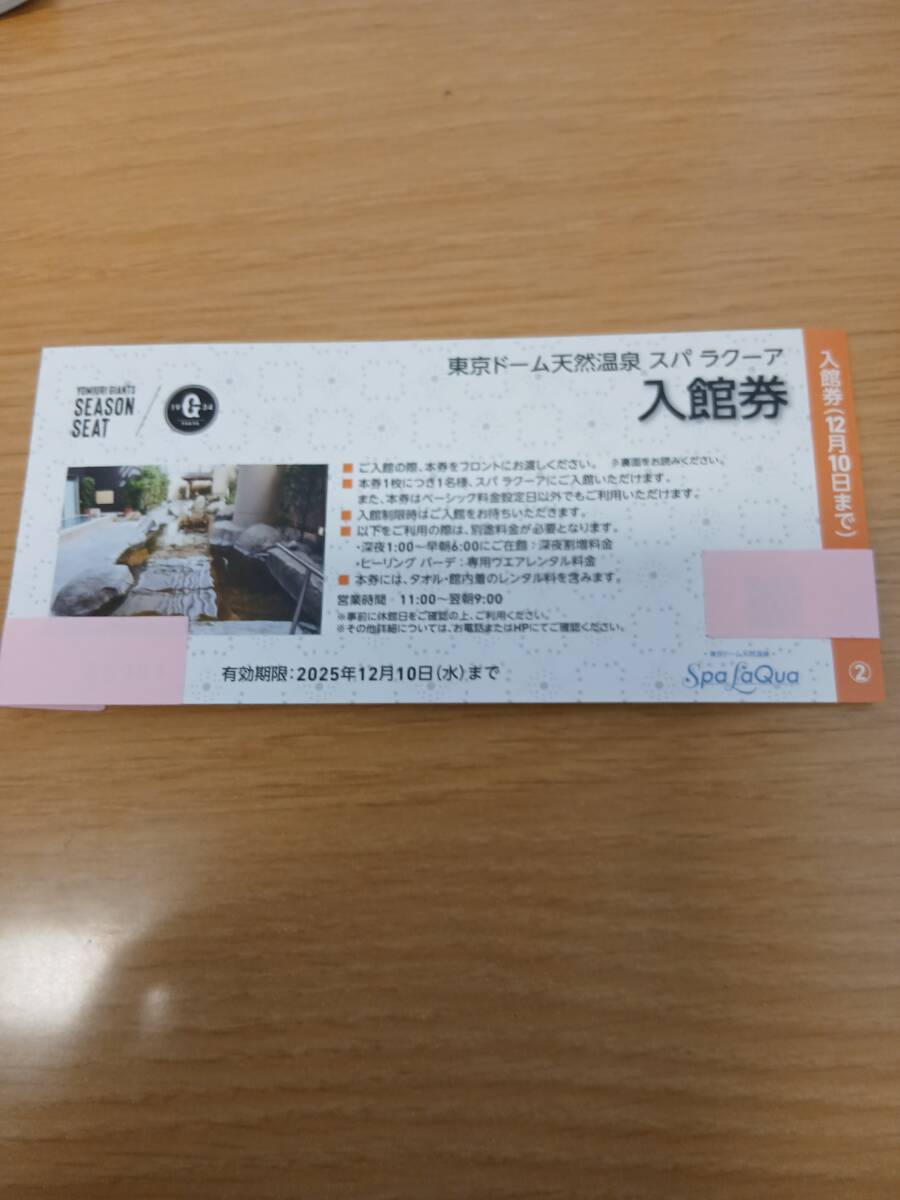 東京ドーム天然温泉 スパ ラクーア
入館券
YOMIURI GIANTS
SEASON
SEAT
19 G 34
TOKYO
■ ご入館の際、本券をフロントにお渡しください。 ※裏面をお読みください。
■ 本券1枚につき1名様、スパ ラクーアにご入館いただけます。
また、本券はベーシック料金設定日以外でもご利用いただけます。
■ 入館制限時はご入館をお待ちいただきます。
■ 以下をご利用の際は、別途料金が必要となります。
・深夜1:00〜早朝6:00にご在館：深夜割増料金
・ヒーリング バーデ：専用ウエアレンタル料金
■ 本券には、タオル・館内着のレンタル料を含みます。
営業時間 11:00〜翌朝9:00
※事前に休館日をご確認の上、ご利用ください。
※その他詳細については、お電話またはHPにてご確認ください。
有効期限：2025年12月10日（水）まで
・東京ドーム天然温泉・
Spa LaQua
入館券（12月10日まで）
②